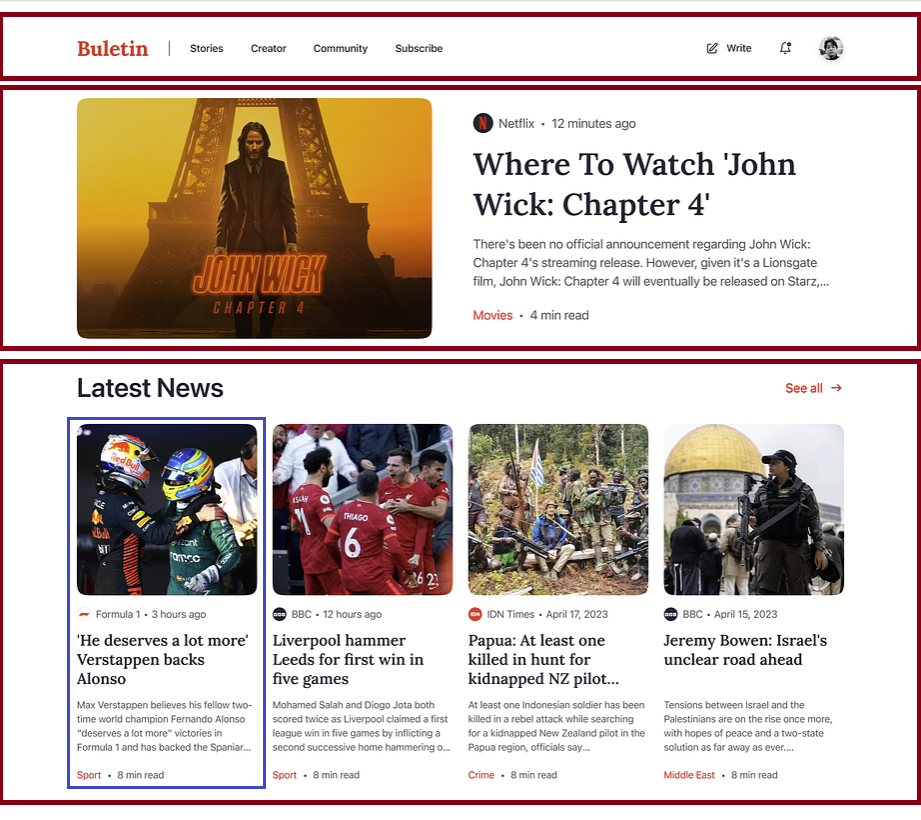 Buletin
Stories
Creator
Community
Subscribe
Write
Netflix • 12 minutes ago
Where To Watch 'John
Wick: Chapter 4'
There's been no official announcement regarding John Wick:
Chapter 4's streaming release. However, given it's a Lionsgate
film, John Wick: Chapter 4 will eventually be released on Starz,...
Movies • 4 min read
JOHN WICK
CHAPTER 4
Latest News
See all →
Formula 1 • 3 hours ago
'He deserves a lot more'
Verstappen backs
Alonso
Max Verstappen believes his fellow two-
time world champion Fernando Alonso
"deserves a lot more" victories in
Formula 1 and has backed the Spaniar...
Sport • 8 min read
THIAGO
6
BBC • 12 hours ago
Liverpool hammer
Leeds for first win in
five games
Mohamed Salah and Diogo Jota both
scored twice as Liverpool claimed a first
league win in five games by inflicting a
second successive home hammering o...
Sport • 8 min read
IDN Times • April 17, 2023
Papua: At least one
killed in hunt for
kidnapped NZ pilot...
At least one Indonesian soldier has been
killed in a rebel attack while searching
for a kidnapped New Zealand pilot in the
Papua region, officials say...
Crime • 8 min read
BBC • April 15, 2023
Jeremy Bowen: Israel's
unclear road ahead
Tensions between Israel and the
Palestinians are on the rise once more,
with hopes of peace and a two-state
solution as far away as ever....
Middle East • 8 min read